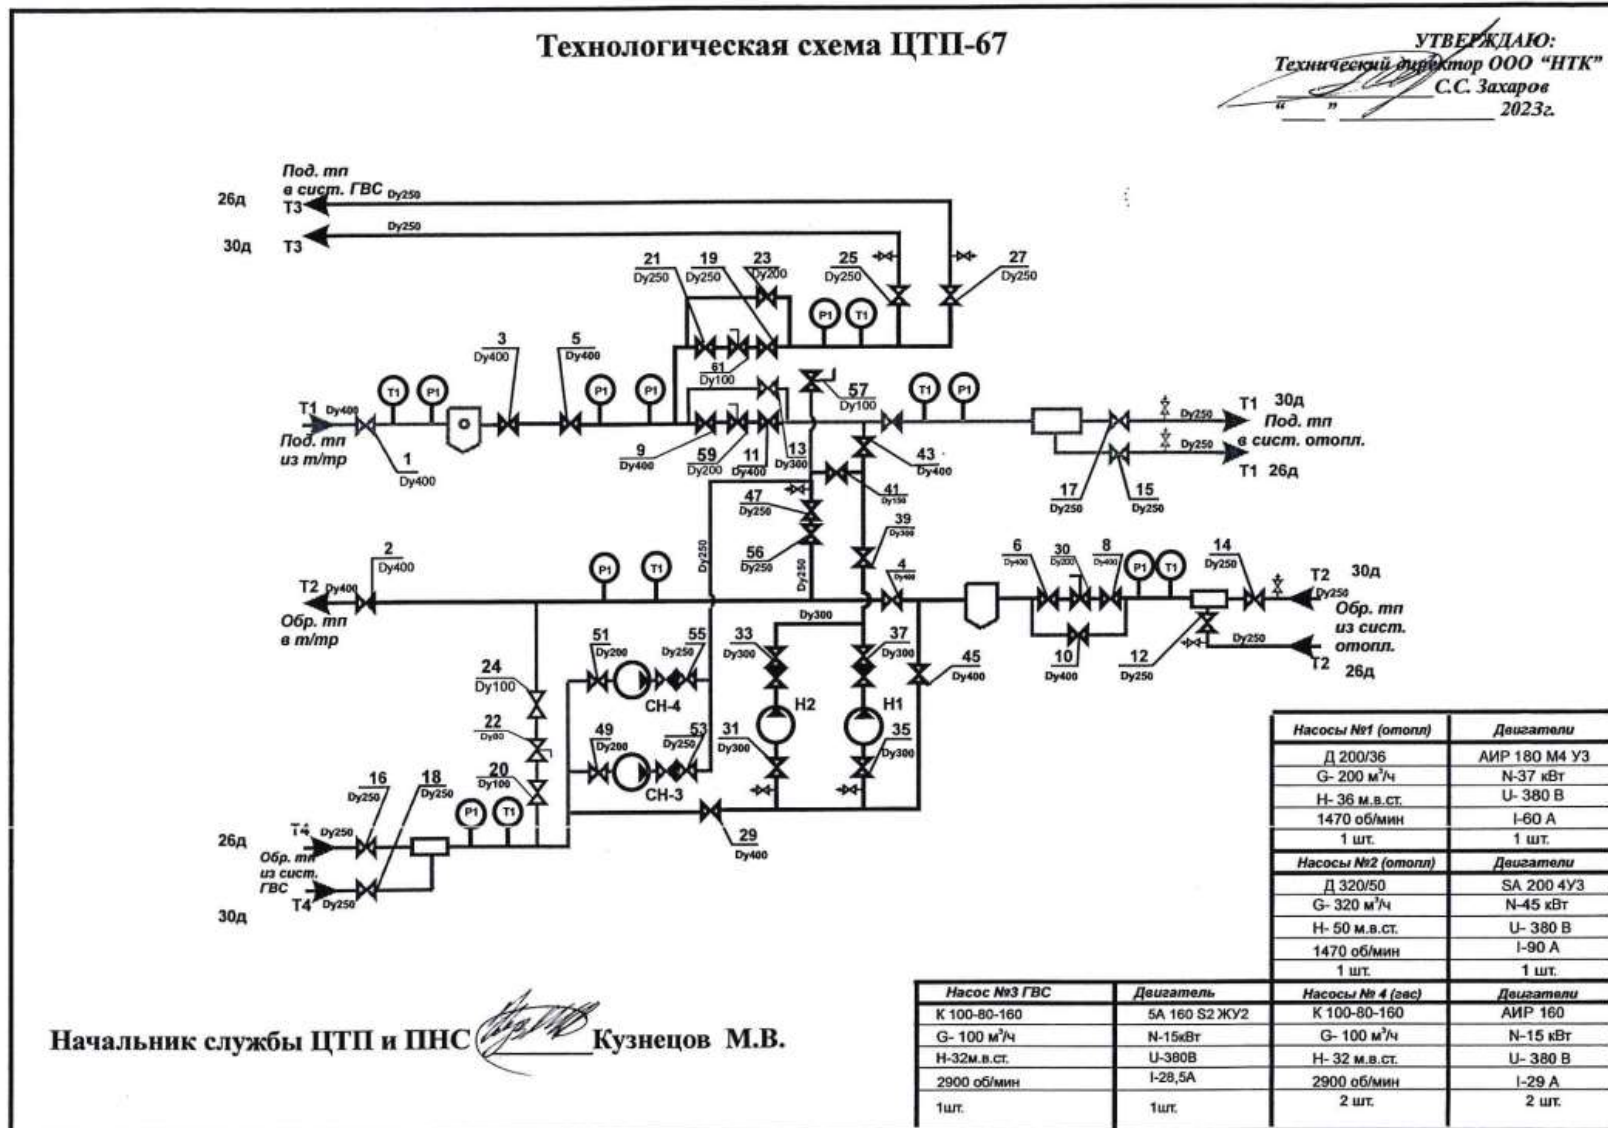 Технологическая схема ЦТП-67
УТВЕРЖДАЮ:
Технический директор ООО “НТК”
С.С. Захаров
“ ” 2023г.
Под. тп
в сист. ГВС
26д
Т3
Dy250
30д
Т3
Dy250
21
Dy250
19
Dy250
23
Dy200
25
Dy250
27
Dy250
P1
T1
3
Dy400
5
Dy400
61
Dy100
57
Dy100
T1
P1
P1
P1
T1
P1
Т1
Dy400
Под. тп
из т/тр
1
Dy400
9
Dy400
59
Dy200
11
Dy400
13
Dy300
43
Dy400
17
Dy250
15
Dy250
Dy250
Т1
30д
Под. тп
в сист. отопл.
Dy250
Т1 26д
41
Dy150
47
Dy250
39
Dy300
56
Dy250
Dy250
Dy250
2
Dy400
Т2
Dy400
Обр. тп
в т/тр
P1
T1
4
Dy400
6
Dy400
30
Dy200
8
Dy400
P1
T1
14
Dy250
Т2
30д
Dy250
Обр. тп
из сист.
отопл.
Dy250
Т2
26д
10
Dy400
12
Dy250
Dy300
51
Dy200
55
Dy250
33
Dy300
37
Dy300
45
Dy400
24
Dy100
СН-4
Н2
Н1
22
Dy80
49
Dy200
53
Dy250
31
Dy300
35
Dy300
20
Dy100
СН-3
16
Dy250
18
Dy250
P1
T1
29
Dy400
26д
Т4
Dy250
Обр. тп
из сист.
ГВС
Т4
Dy250
30д
Насосы №1 (отопл) Двигатели
Д 200/36 АИР 180 М4 У3
G- 200 м³/ч N-37 кВт
Н- 36 м.в.ст. U- 380 В
1470 об/мин I-60 А
1 шт. 1 шт.
Насосы №2 (отопл) Двигатели
Д 320/50 SA 200 4У3
G- 320 м³/ч N-45 кВт
Н- 50 м.в.ст. U- 380 В
1470 об/мин I-90 А
1 шт. 1 шт.
Насос №3 ГВС Двигатель Насосы № 4 (гвс) Двигатели
К 100-80-160 5А 160 S2 ЖУ2 К 100-80-160 АИР 160
G- 100 м³/ч N-15кВт G- 100 м³/ч N-15 кВт
Н-32м.в.ст. U-380В Н- 32 м.в.ст. U- 380 В
2900 об/мин I-28,5А 2900 об/мин I-29 А
1шт. 1шт. 2 шт. 2 шт.
Начальник службы ЦТП и ПНС Кузнецов М.В.